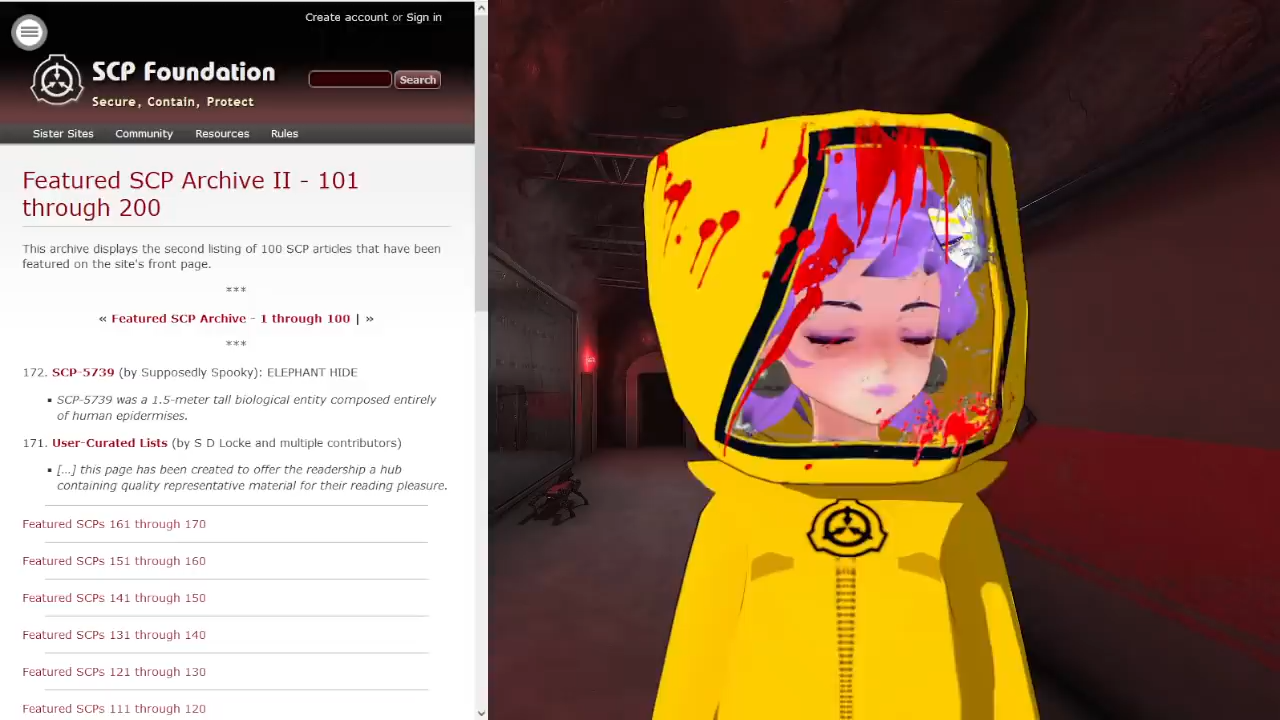 Create account or Sign in
SCP Foundation
Search
Secure, Contain, Protect
Sister Sites Community Resources Rules
Featured SCP Archive II - 101
through 200
This archive displays the second listing of 100 SCP articles that have been
featured on the site's front page.
***
« Featured SCP Archive - 1 through 100 | »
***
172. SCP-5739 (by Supposedly Spooky): ELEPHANT HIDE
▪ SCP-5739 was a 1.5-meter tall biological entity composed entirely
of human epidermises.
171. User-Curated Lists (by S D Locke and multiple contributors)
▪ [...] this page has been created to offer the readership a hub
containing quality representative material for their reading pleasure.
Featured SCPs 161 through 170
Featured SCPs 151 through 160
Featured SCPs 141 through 150
Featured SCPs 131 through 140
Featured SCPs 121 through 130
Featured SCPs 111 through 120